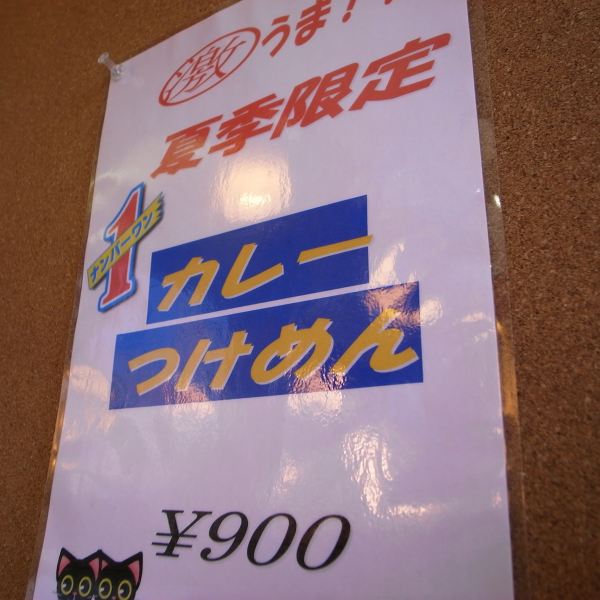 激うま!
夏季限定
1
ナンバーワン
カレー
つけめん
¥900